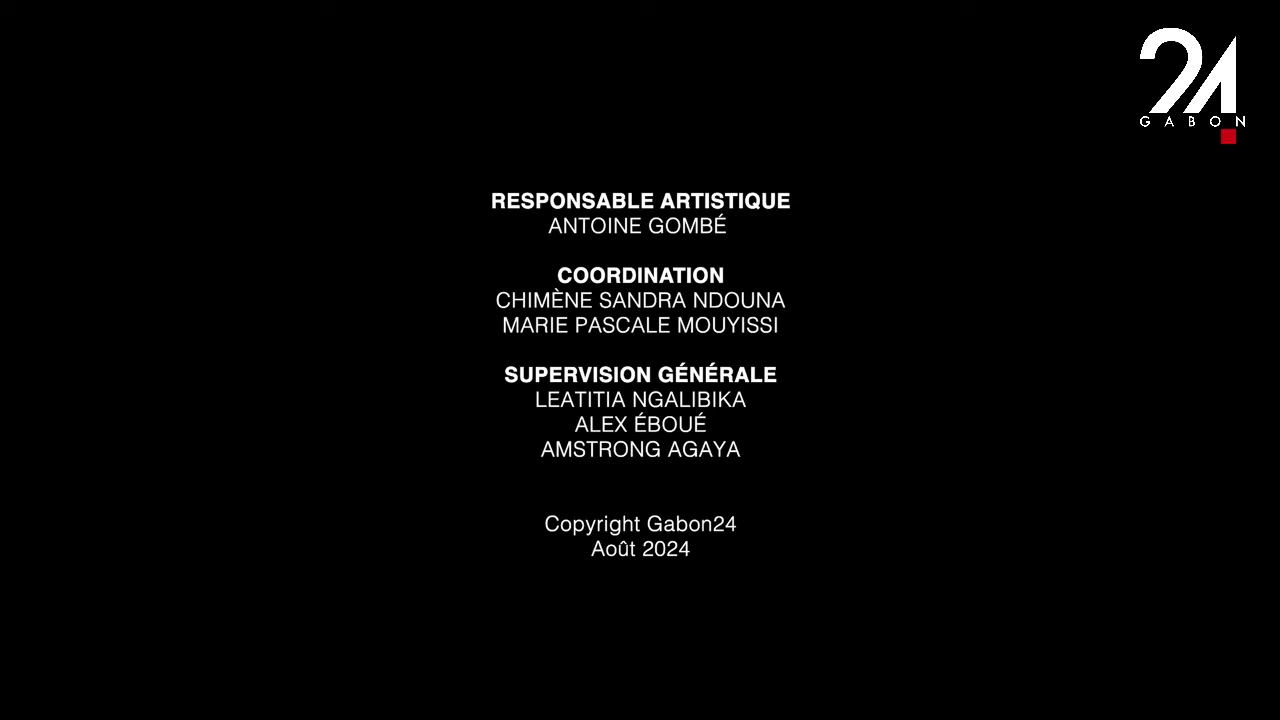 24
GABON
RESPONSABLE ARTISTIQUE
ANTOINE GOMBÉ
COORDINATION
CHIMÈNE SANDRA NDOUNA
MARIE PASCALE MOUYISSI
SUPERVISION GÉNÉRALE
LEATITIA NGALIBIKA
ALEX ÉBOUÉ
AMSTRONG AGAYA
Copyright Gabon24
Août 2024